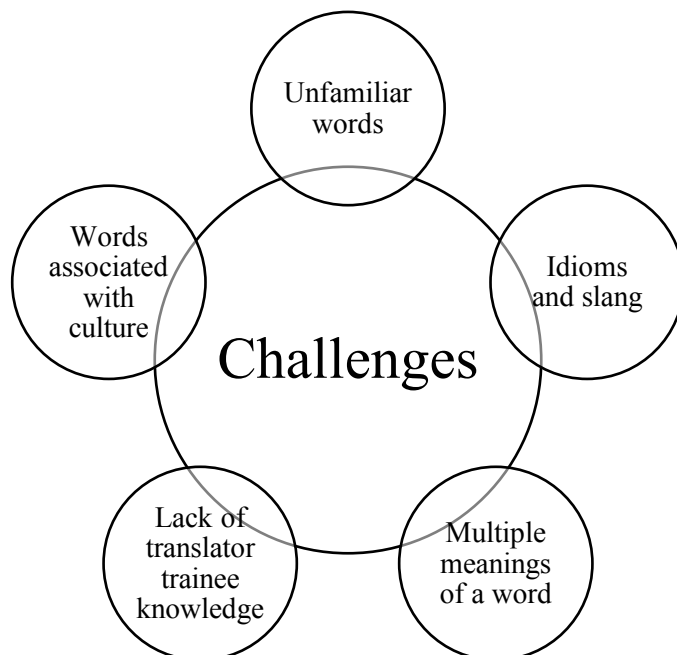 Unfamiliar
words
Idioms
and slang
Multiple
meanings
of a word
Lack of
translator
trainee
knowledge
Words
associated
with
culture
Challenges